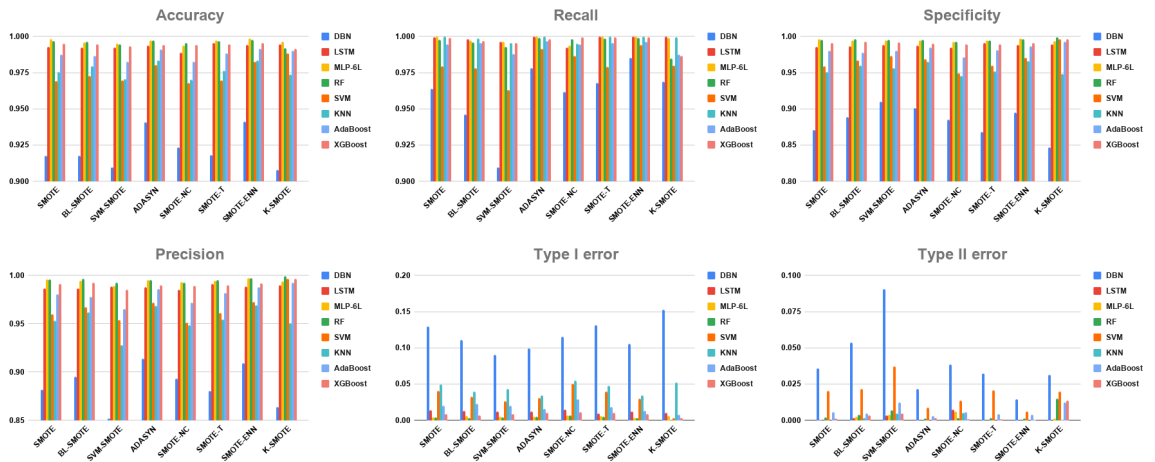 Accuracy
1.000
0.975
0.950
0.925
0.900
SMOTE
BL-SMOTE
SVM-SMOTE
ADASYN
SMOTE-NC
SMOTE-T
SMOTE-ENN
K-SMOTE
DBN
LSTM
MLP-6L
RF
SVM
KNN
AdaBoost
XGBoost
Recall
1.000
0.975
0.950
0.925
0.900
SMOTE
BL-SMOTE
SVM-SMOTE
ADASYN
SMOTE-NC
SMOTE-T
SMOTE-ENN
K-SMOTE
DBN
LSTM
MLP-6L
RF
SVM
KNN
AdaBoost
XGBoost
Specificity
1.00
0.95
0.90
0.85
0.80
SMOTE
BL-SMOTE
SVM-SMOTE
ADASYN
SMOTE-NC
SMOTE-T
SMOTE-ENN
K-SMOTE
DBN
LSTM
MLP-6L
RF
SVM
KNN
AdaBoost
XGBoost
Precision
1.00
0.95
0.90
0.85
SMOTE
BL-SMOTE
SVM-SMOTE
ADASYN
SMOTE-NC
SMOTE-T
SMOTE-ENN
K-SMOTE
DBN
LSTM
MLP-6L
RF
SVM
KNN
AdaBoost
XGBoost
Type I error
0.20
0.15
0.10
0.05
0.00
SMOTE
BL-SMOTE
SVM-SMOTE
ADASYN
SMOTE-NC
SMOTE-T
SMOTE-ENN
K-SMOTE
DBN
LSTM
MLP-6L
RF
SVM
KNN
AdaBoost
XGBoost
Type II error
0.100
0.075
0.050
0.025
0.000
SMOTE
BL-SMOTE
SVM-SMOTE
ADASYN
SMOTE-NC
SMOTE-T
SMOTE-ENN
K-SMOTE
DBN
LSTM
MLP-6L
RF
SVM
KNN
AdaBoost
XGBoost